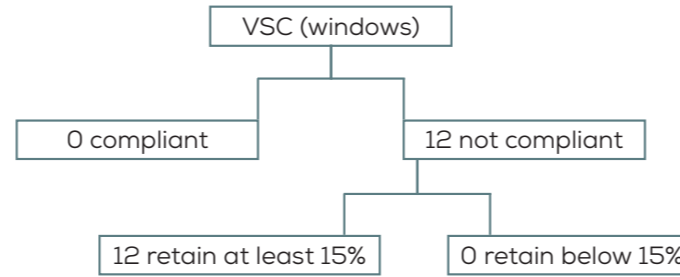 VSC (windows)
0 compliant
12 not compliant
12 retain at least 15%
0 retain below 15%